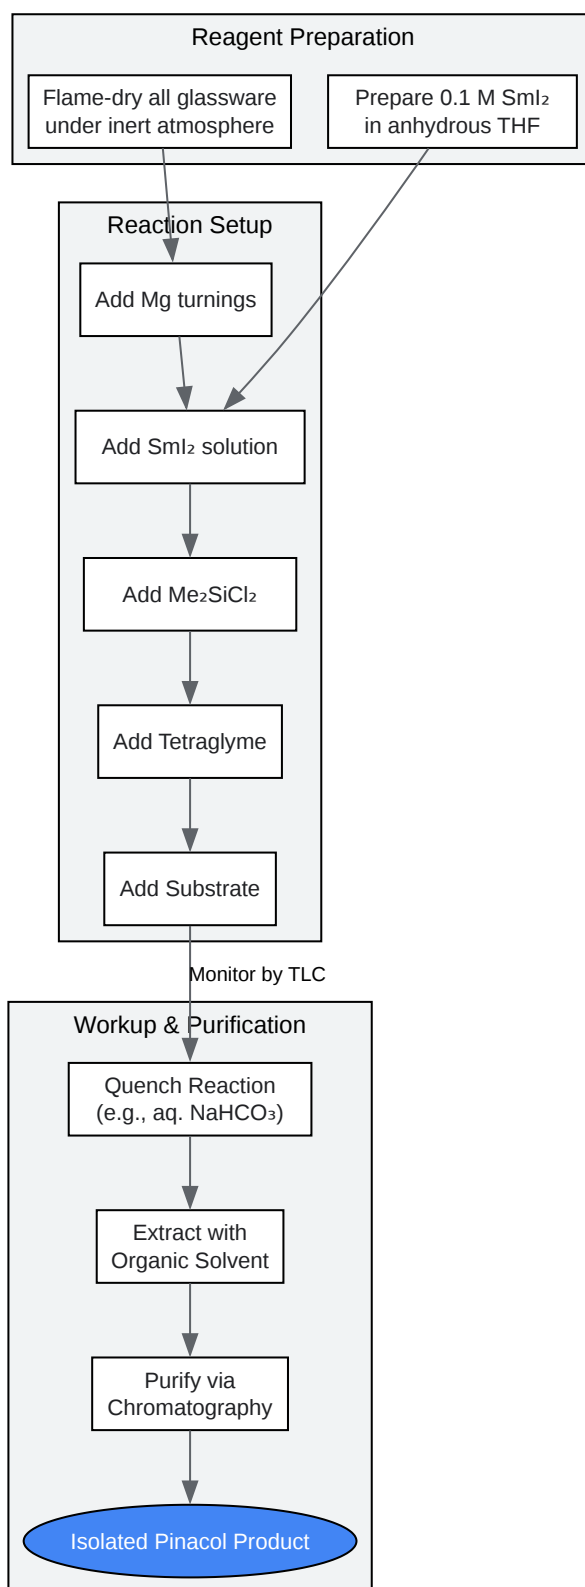 Reagent Preparation
Flame-dry all glassware
under inert atmosphere
Prepare 0.1 M SmI₂
in anhydrous THF
Reaction Setup
Add Mg turnings
Add SmI₂ solution
Add Me₂SiCl₂
Add Tetraglyme
Add Substrate
Monitor by TLC
Workup & Purification
Quench Reaction
(e.g., aq. NaHCO₃)
Extract with
Organic Solvent
Purify via
Chromatography
Isolated Pinacol Product